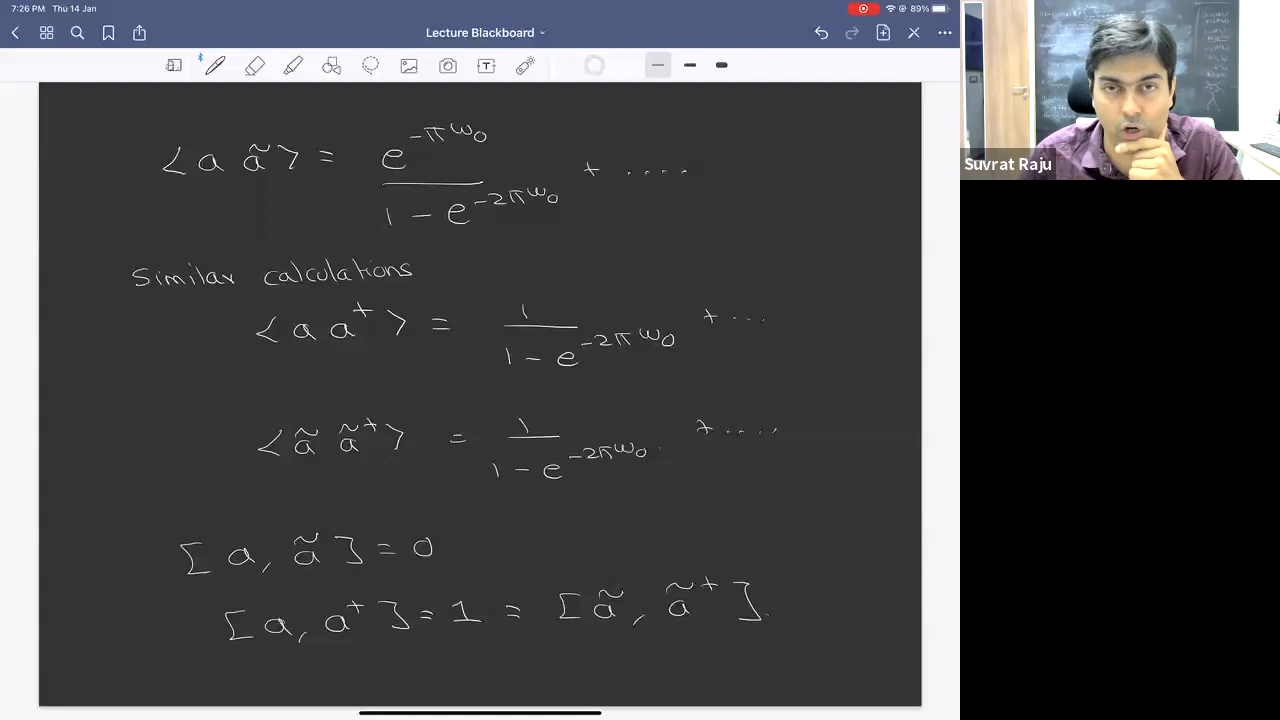 7:26 PM Thu 14 Jan
89%
Lecture Blackboard
Suvrat Raju
< a ã > = e^{-πω₀} / (1 - e^{-2πω₀}) + ....
Similar calculations
< a a† > = 1 / (1 - e^{-2πω₀}) + ...
< ã ㆠ> = 1 / (1 - e^{-2πω₀}) + ....
[ a, ã ] = 0
[ a, a† ] = 1 = [ ã, ㆠ].